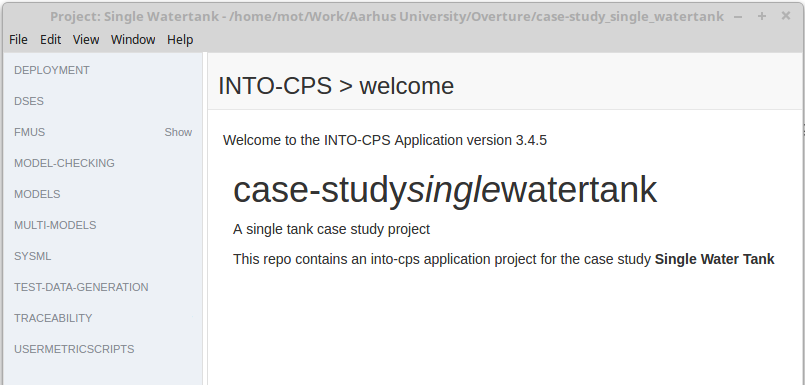 Project: Single Watertank - /home/mot/Work/Aarhus University/Overture/case-study_single_watertank
File Edit View Window Help
DEPLOYMENT
DSES
FMUS Show
MODEL-CHECKING
MODELS
MULTI-MODELS
SYSML
TEST-DATA-GENERATION
TRACEABILITY
USERMETRICSCRIPTS
INTO-CPS > welcome
Welcome to the INTO-CPS Application version 3.4.5
case-studysinglewatertank
A single tank case study project
This repo contains an into-cps application project for the case study Single Water Tank